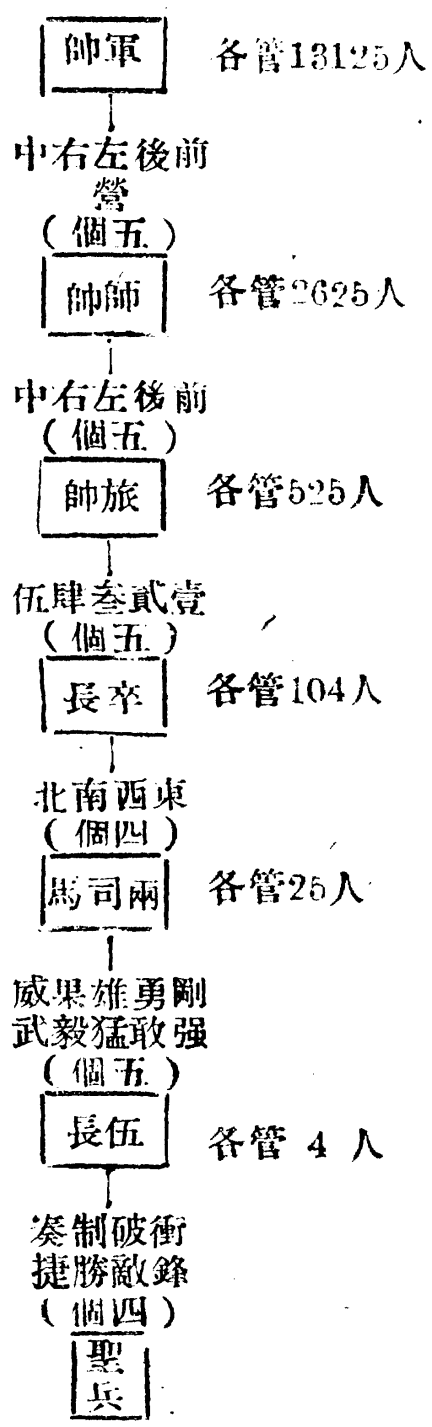 軍帥
各管13125人
前後左右中
營
(五個)
師帥
各管2625人
前後左右中
(五個)
旅帥
各管525人
壹貳叁肆伍
(五個)
卒長
各管104人
東西南北
(四個)
兩司馬
各管25人
剛强
勇敢
雄猛
果毅
威武
(五個)
伍長
各管 4 人
衝鋒
破敵
制勝
奏捷
(四個)
聖兵